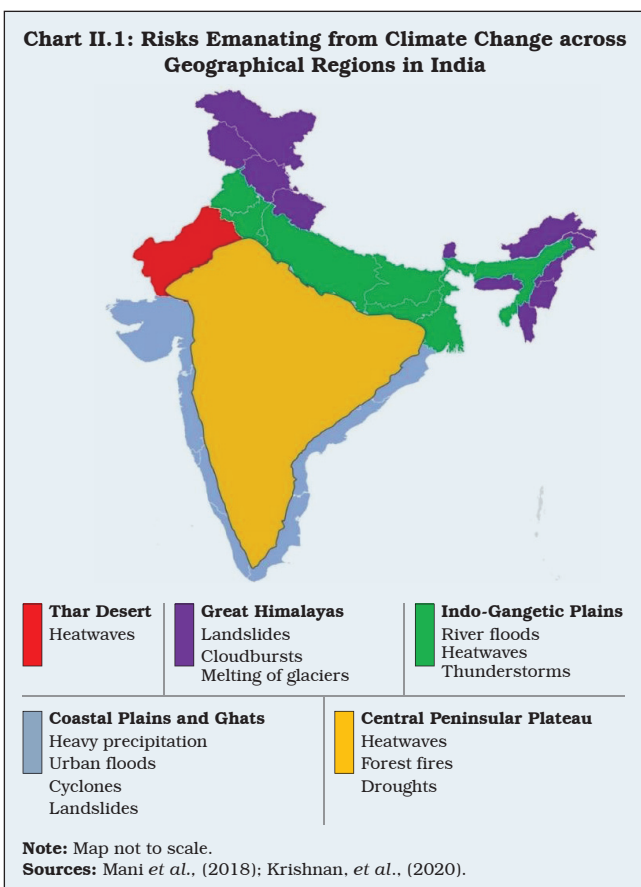 Chart II.1: Risks Emanating from Climate Change across
Geographical Regions in India
Thar Desert
Heatwaves
Great Himalayas
Landslides
Cloudbursts
Melting of glaciers
Indo-Gangetic Plains
River floods
Heatwaves
Thunderstorms
Coastal Plains and Ghats
Heavy precipitation
Urban floods
Cyclones
Landslides
Central Peninsular Plateau
Heatwaves
Forest fires
Droughts
Note: Map not to scale.
Sources: Mani et al., (2018); Krishnan, et al., (2020).